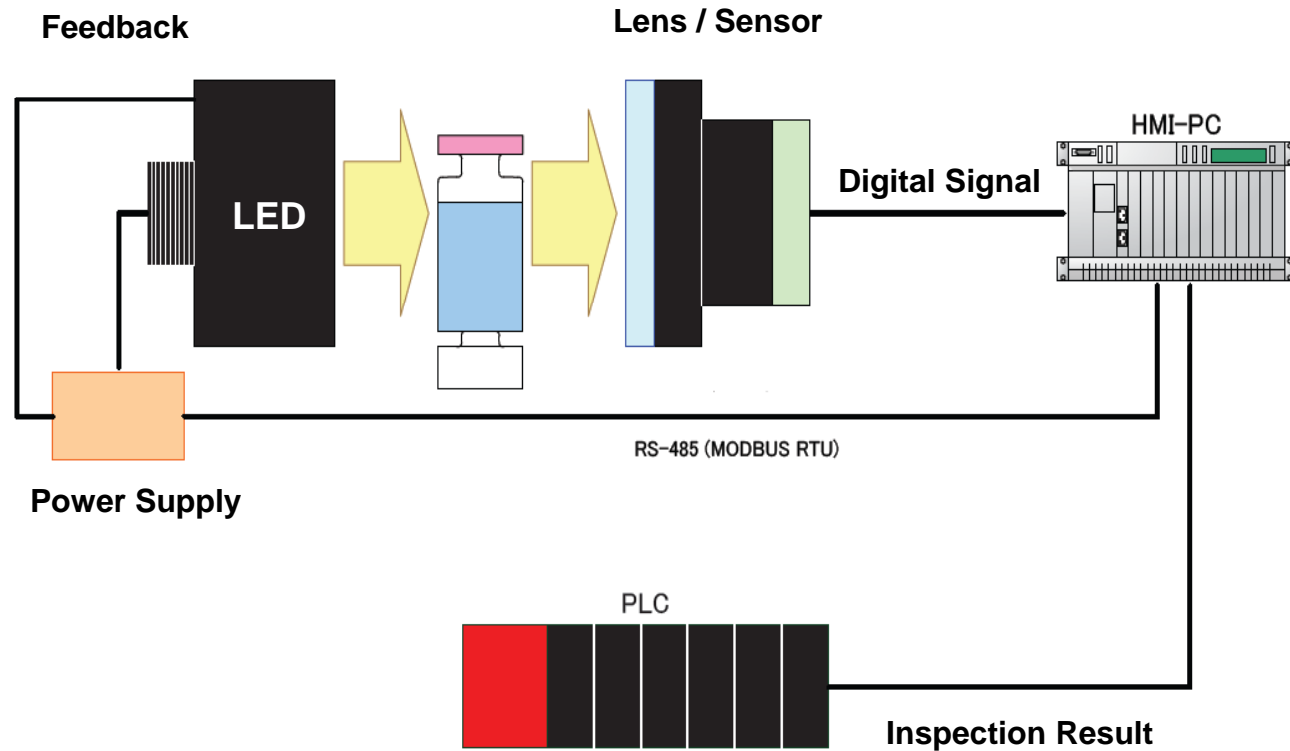 Feedback
Lens / Sensor
HMI-PC
Digital Signal
LED
RS-485 (MODBUS RTU)
Power Supply
PLC
Inspection Result